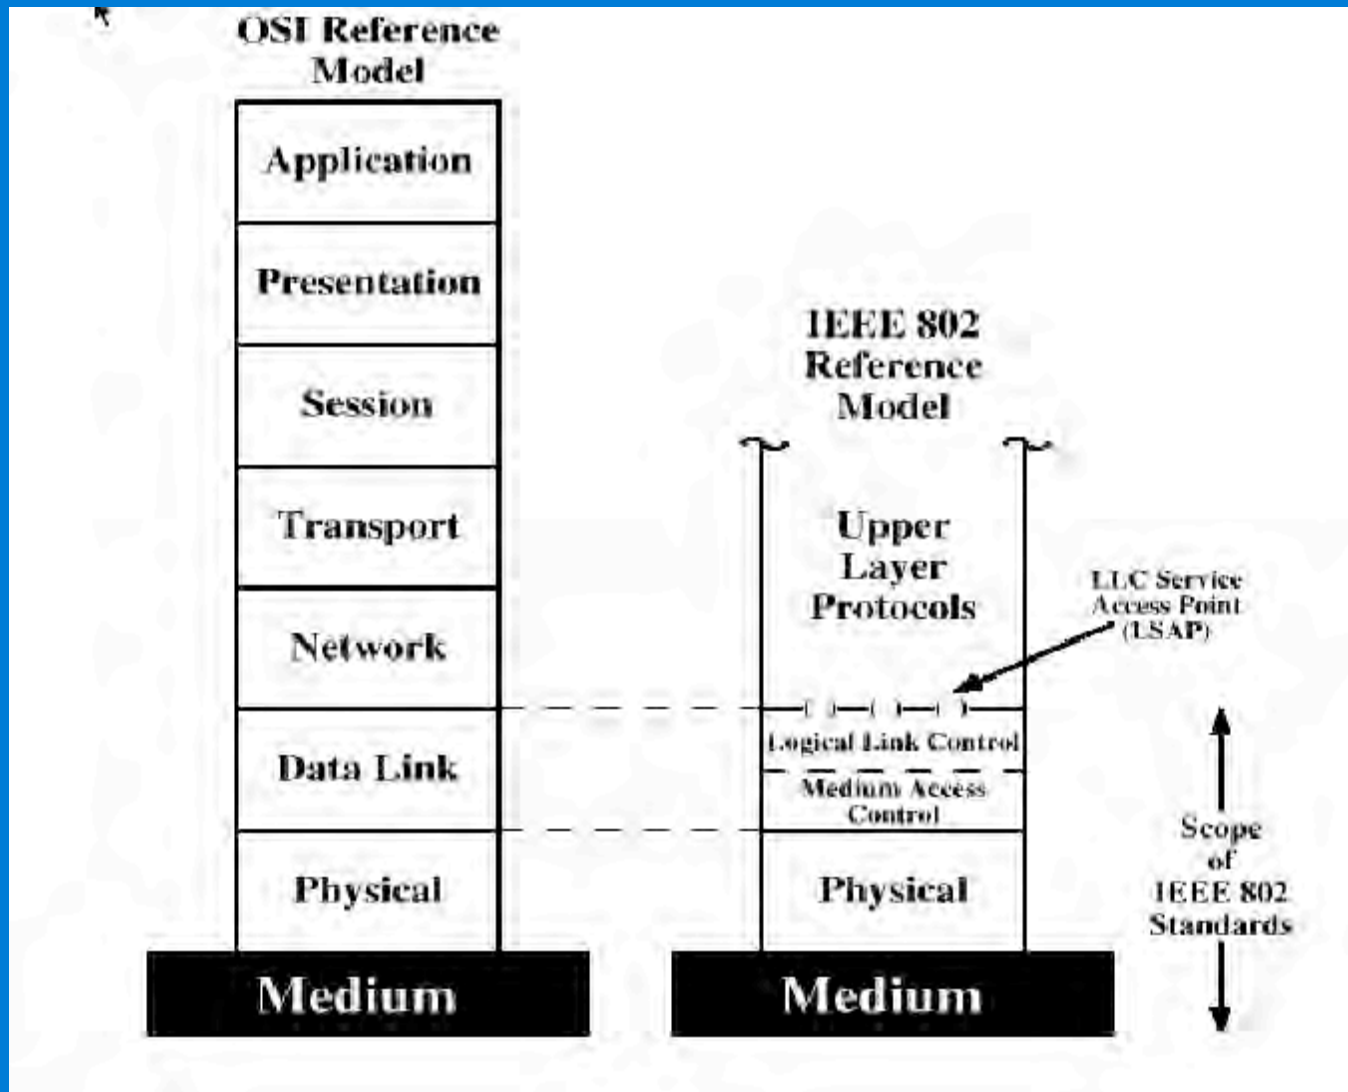 OSI Reference
Model
Application
Presentation
Session
Transport
Network
Data Link
Physical
Medium
IEEE 802
Reference
Model
Upper
Layer
Protocols
LLC Service
Access Point
(LSAP)
Logical Link Control
Medium Access
Control
Physical
Medium
Scope
of
IEEE 802
Standards